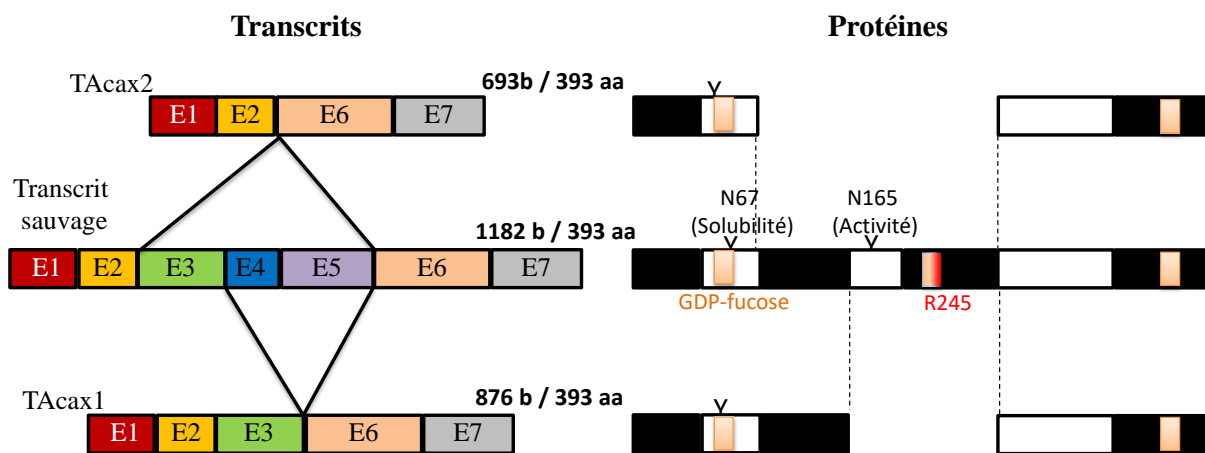 Transcrits
Protéines
TAcax2
693b / 393 aa
E1 E2 E6 E7
Transcrit
sauvage
1182 b / 393 aa
E1 E2 E3 E4 E5 E6 E7
N67
(Solubilité)
N165
(Activité)
GDP-fucose
R245
TAcax1
876 b / 393 aa
E1 E2 E3 E6 E7